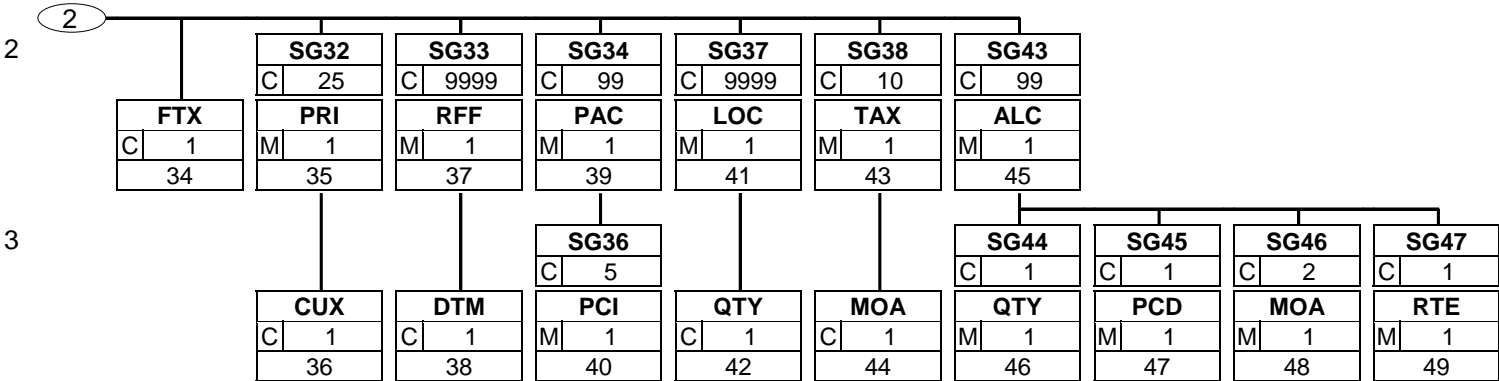 2
2 SG32 SG33 SG34 SG37 SG38 SG43
C 25 C 9999 C 99 C 9999 C 10 C 99
FTX PRI RFF PAC LOC TAX ALC
C 1 M 1 M 1 M 1 M 1 M 1 M 1
34 35 37 39 41 43 45
3 SG36 SG44 SG45 SG46 SG47
C 5 C 1 C 1 C 2 C 1
CUX DTM PCI QTY MOA QTY PCD MOA RTE
C 1 C 1 M 1 C 1 C 1 M 1 M 1 M 1 M 1
36 38 40 42 44 46 47 48 49